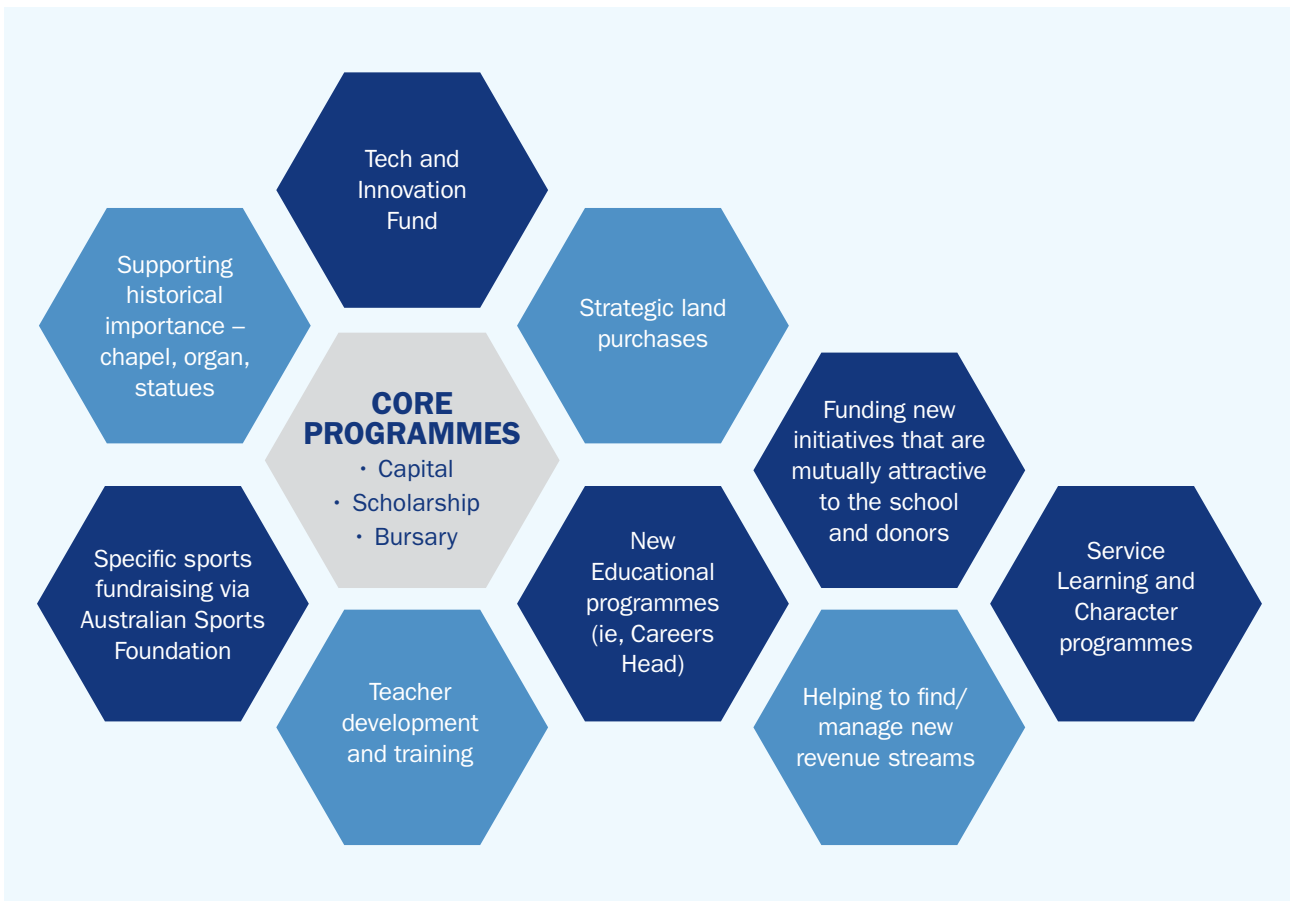 Tech and
Innovation
Fund
Supporting
historical
importance –
chapel, organ,
statues
Strategic land
purchases
CORE
PROGRAMMES
• Capital
• Scholarship
• Bursary
Funding new
initiatives that are
mutually attractive
to the school
and donors
Specific sports
fundraising via
Australian Sports
Foundation
New
Educational
programmes
(ie, Careers
Head)
Service
Learning and
Character
programmes
Teacher
development
and training
Helping to find/
manage new
revenue streams